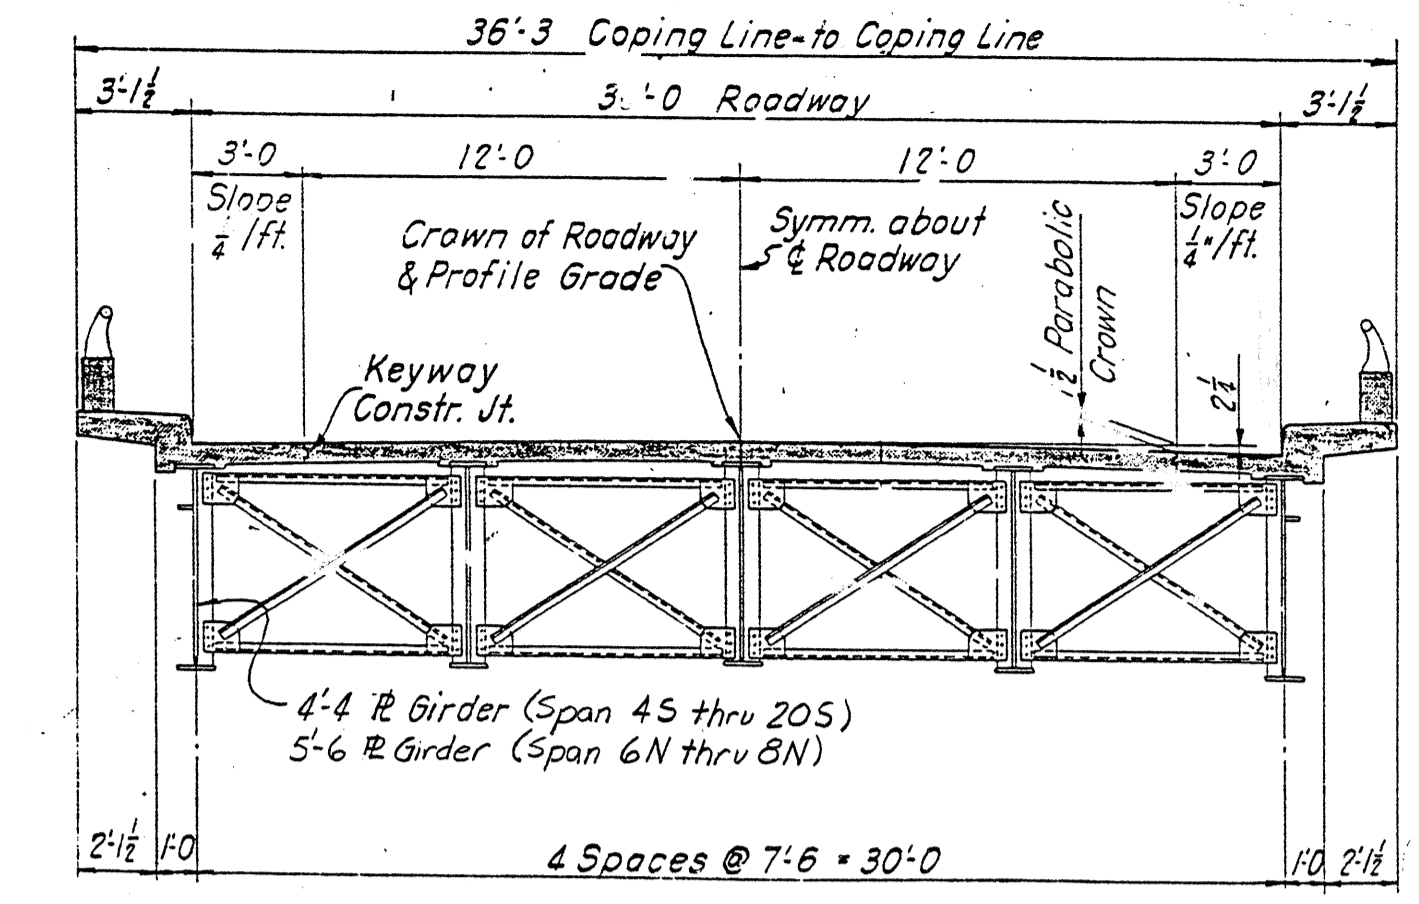 36'-3 Coping Line-to Coping Line
3'-1½
Roadway
3'-1½
3'-0
12'-0
12'-0
3'-0
Slope
¼ /ft.
Crown of Roadway
& Profile Grade
Symm. about
℄ Roadway
1½ Parabolic
Crown
Slope
¼"/ft.
2¼
Keyway
Constr. Jt.
4'-4 ℞ Girder (Span 4S thru 20S)
5'-6 ℞ Girder (Span 6N thru 8N)
2'-1½
1'-0
4 Spaces @ 7'-6 = 30'-0
1'-0
2'-1½